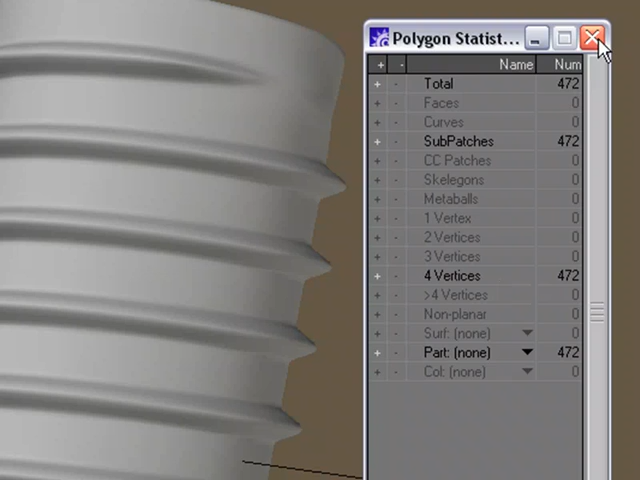 Polygon Statist...
+ - Name Num
+ - Total 472
+ - Faces 0
+ - Curves 0
+ - SubPatches 472
+ - CC Patches 0
+ - Skelegons 0
+ - Metaballs 0
+ - 1 Vertex 0
+ - 2 Vertices 0
+ - 3 Vertices 0
+ - 4 Vertices 472
+ - >4 Vertices 0
+ - Non-planar 0
+ - Surf: (none) 0
+ - Part: (none) 472
+ - Col: (none) 0